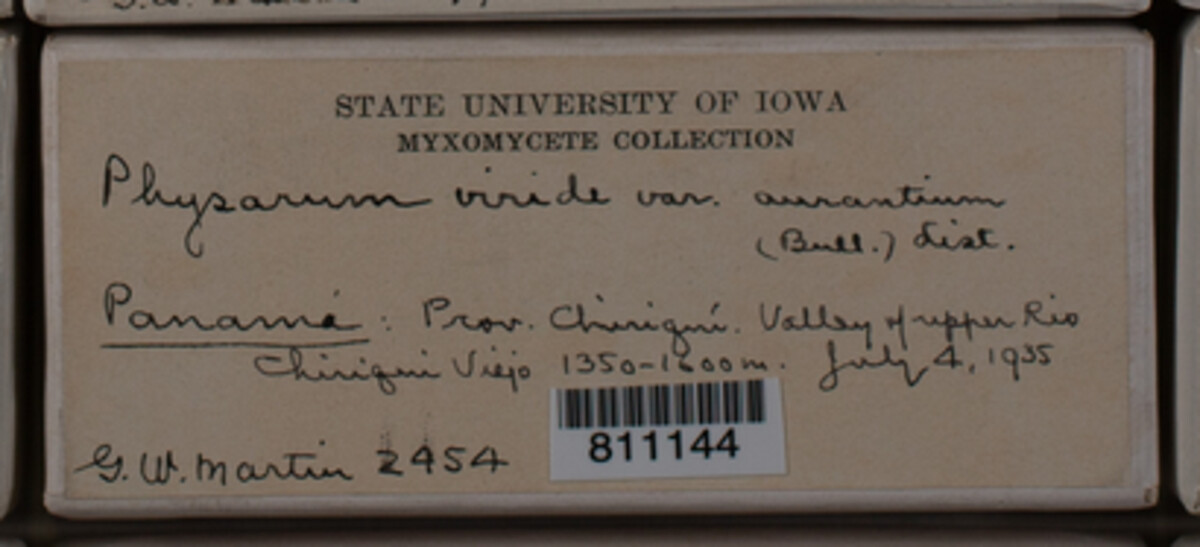 STATE UNIVERSITY OF IOWA
MYXOMYCETE COLLECTION
Physarum viride var. aurantium
(Bull.) List.
Panamá: Prov. Chiriquí. Valley of upper Rio
Chiriquí Viejo 1350-1600m. July 4, 1935
G. W. Martin 2454
811144